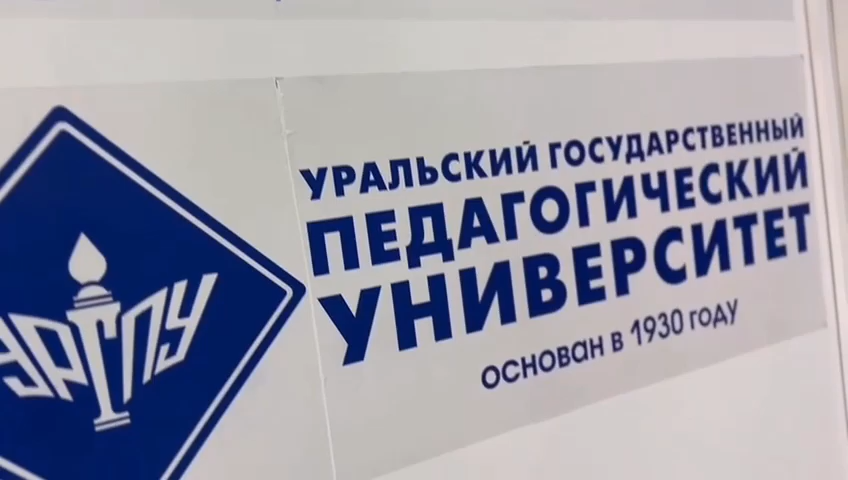 УРГПУ
УРАЛЬСКИЙ ГОСУДАРСТВЕННЫЙ
ПЕДАГОГИЧЕСКИЙ
УНИВЕРСИТЕТ
основан в 1930 году